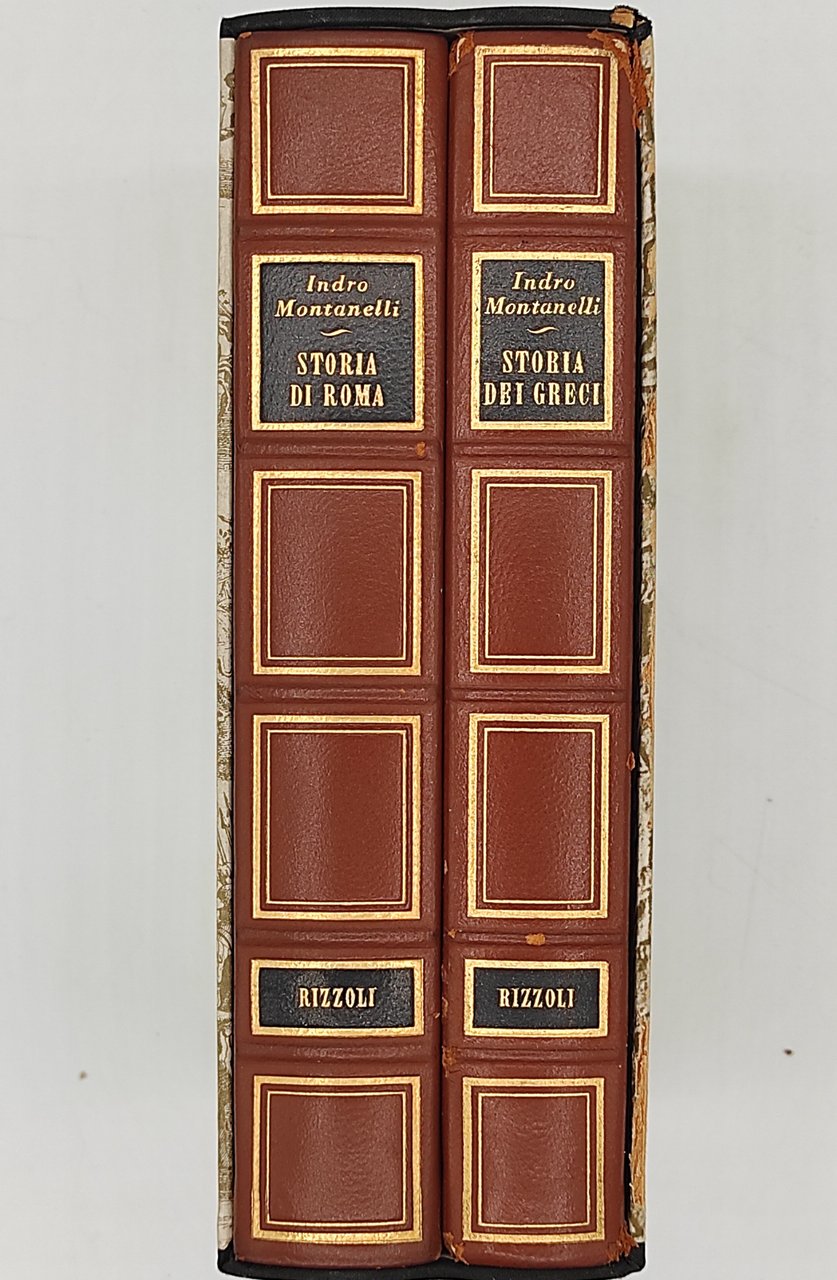 Indro
Montanelli
STORIA
DI ROMA
RIZZOLI
Indro
Montanelli
STORIA
DEI GRECI
RIZZOLI